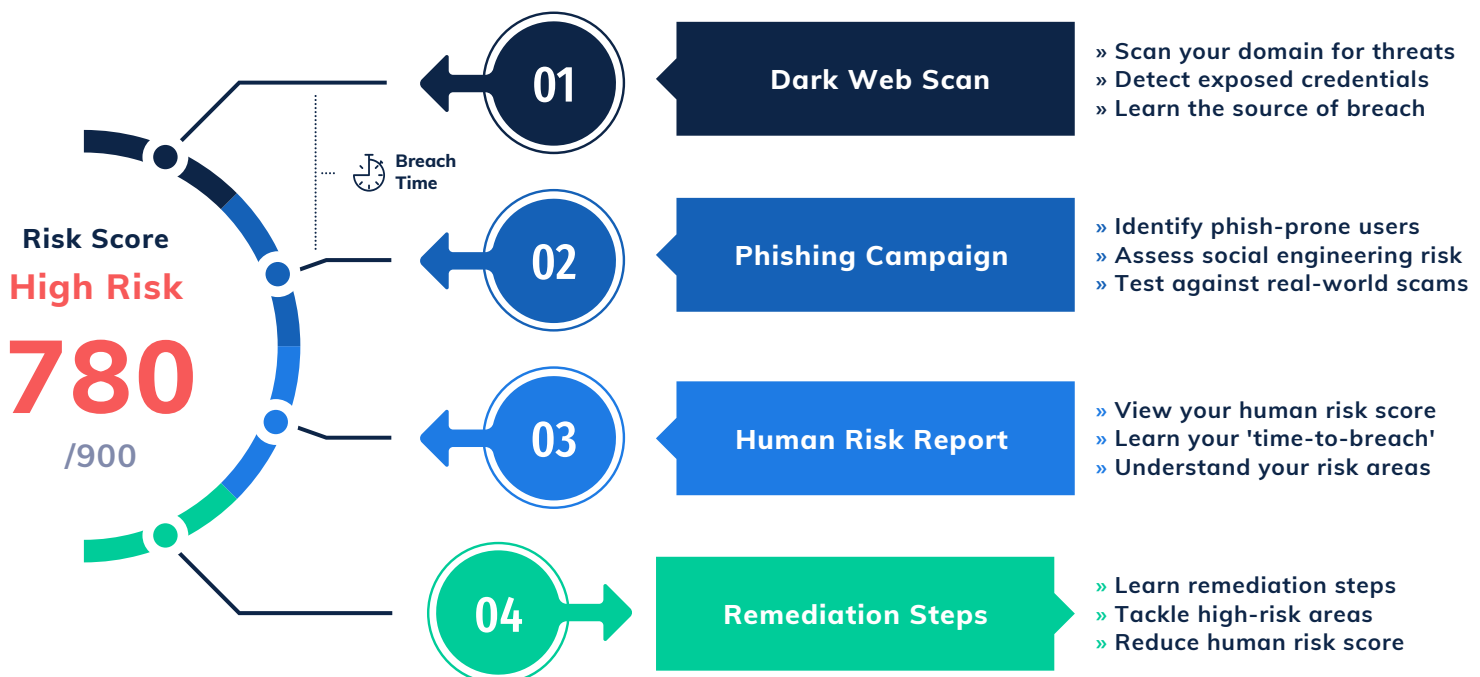 Risk Score
High Risk
780
/900
Breach
Time
01
Dark Web Scan
» Scan your domain for threats
» Detect exposed credentials
» Learn the source of breach
02
Phishing Campaign
» Identify phish-prone users
» Assess social engineering risk
» Test against real-world scams
03
Human Risk Report
» View your human risk score
» Learn your 'time-to-breach'
» Understand your risk areas
04
Remediation Steps
» Learn remediation steps
» Tackle high-risk areas
» Reduce human risk score